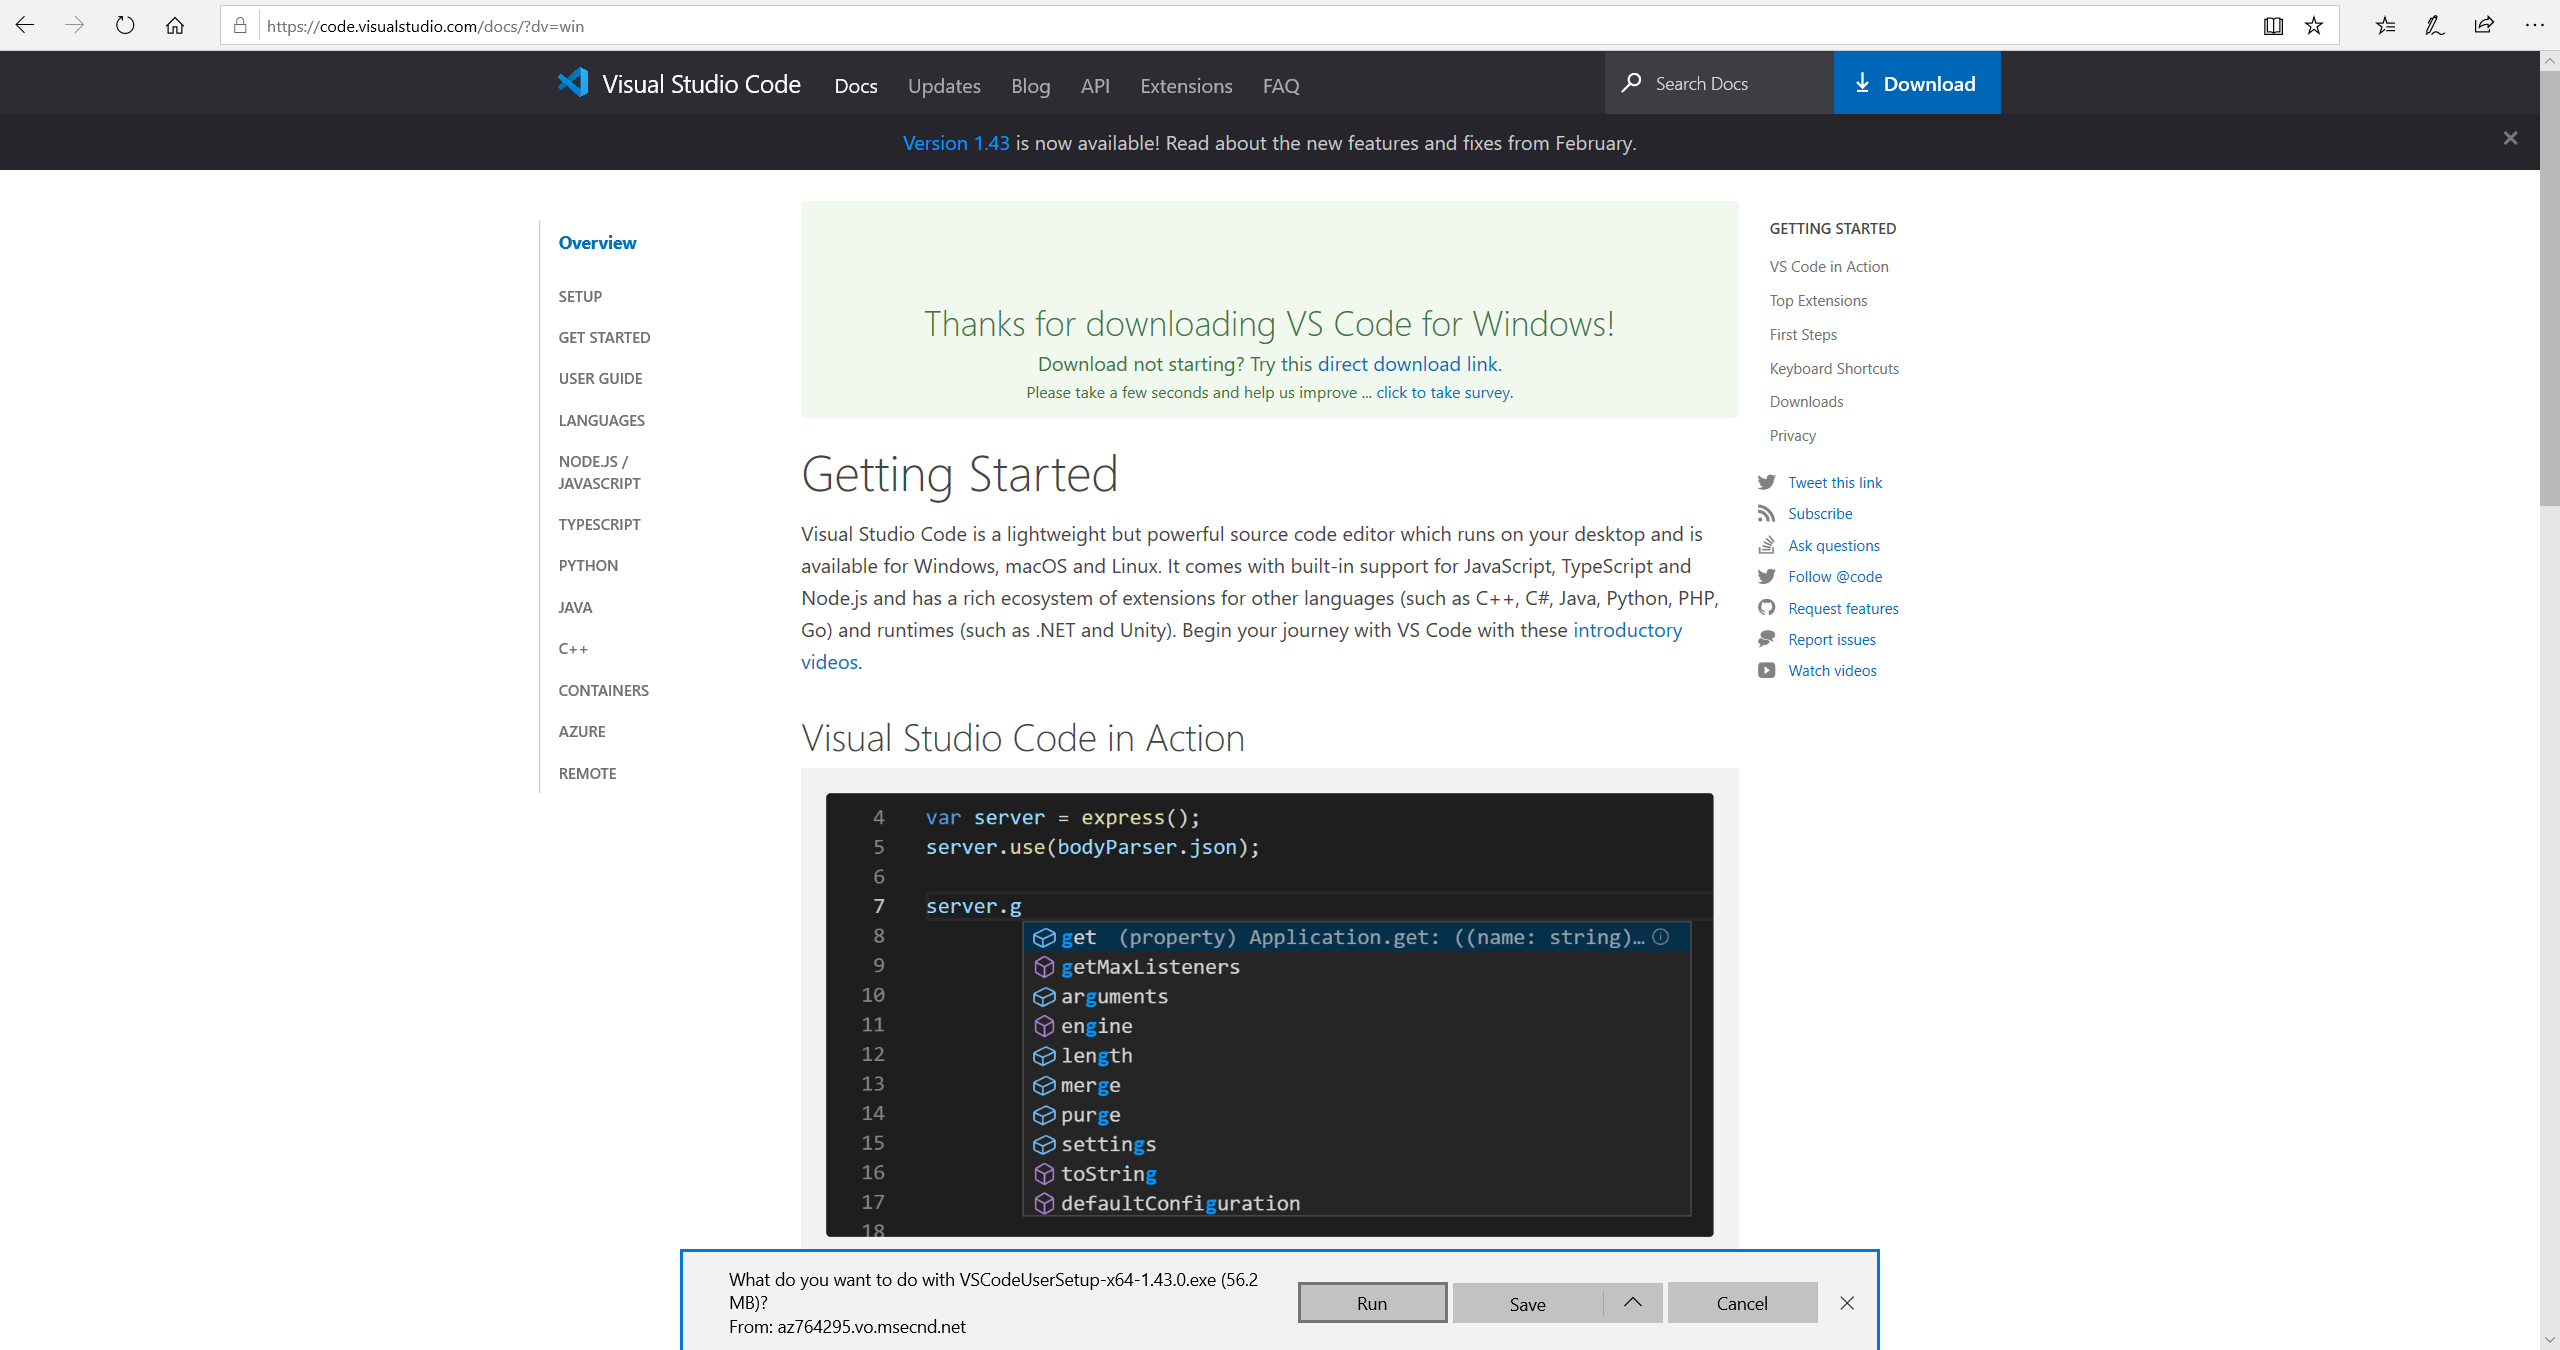 https://code.visualstudio.com/docs/?dv=win
Visual Studio Code
Docs
Updates
Blog
API
Extensions
FAQ
Search Docs
Download
Version 1.43 is now available! Read about the new features and fixes from February.
Overview
SETUP
GET STARTED
USER GUIDE
LANGUAGES
NODE.JS /
JAVASCRIPT
TYPESCRIPT
PYTHON
JAVA
C++
CONTAINERS
AZURE
REMOTE
Thanks for downloading VS Code for Windows!
Download not starting? Try this direct download link.
Please take a few seconds and help us improve ... click to take survey.
Getting Started
Visual Studio Code is a lightweight but powerful source code editor which runs on your desktop and is
available for Windows, macOS and Linux. It comes with built-in support for JavaScript, TypeScript and
Node.js and has a rich ecosystem of extensions for other languages (such as C++, C#, Java, Python, PHP,
Go) and runtimes (such as .NET and Unity). Begin your journey with VS Code with these introductory
videos.
Visual Studio Code in Action
4 var server = express();
5 server.use(bodyParser.json);
6
7 server.g
8 get (property) Application.get: ((name: string)…
9 getMaxListeners
10 arguments
11 engine
12 length
13 merge
14 purge
15 settings
16 toString
17 defaultConfiguration
18
GETTING STARTED
VS Code in Action
Top Extensions
First Steps
Keyboard Shortcuts
Downloads
Privacy
Tweet this link
Subscribe
Ask questions
Follow @code
Request features
Report issues
Watch videos
What do you want to do with VSCodeUserSetup-x64-1.43.0.exe (56.2
MB)?
From: az764295.vo.msecnd.net
Run
Save
Cancel